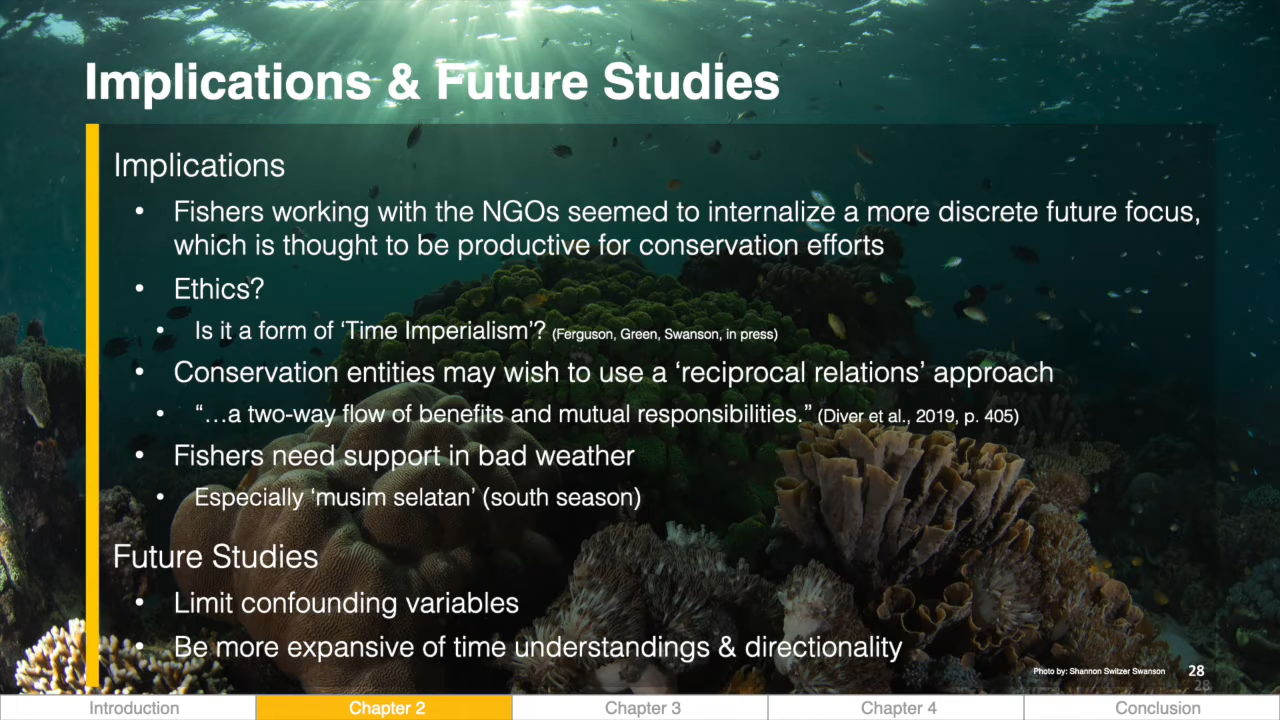 Implications & Future Studies
Implications
• Fishers working with the NGOs seemed to internalize a more discrete future focus,
which is thought to be productive for conservation efforts
• Ethics?
• Is it a form of ‘Time Imperialism’? (Ferguson, Green, Swanson, in press)
• Conservation entities may wish to use a ‘reciprocal relations’ approach
• “…a two-way flow of benefits and mutual responsibilities.” (Diver et al., 2019, p. 405)
• Fishers need support in bad weather
• Especially ‘musim selatan’ (south season)
Future Studies
• Limit confounding variables
• Be more expansive of time understandings & directionality
Photo by: Shannon Switzer Swanson 28
28
Introduction Chapter 2 Chapter 3 Chapter 4 Conclusion